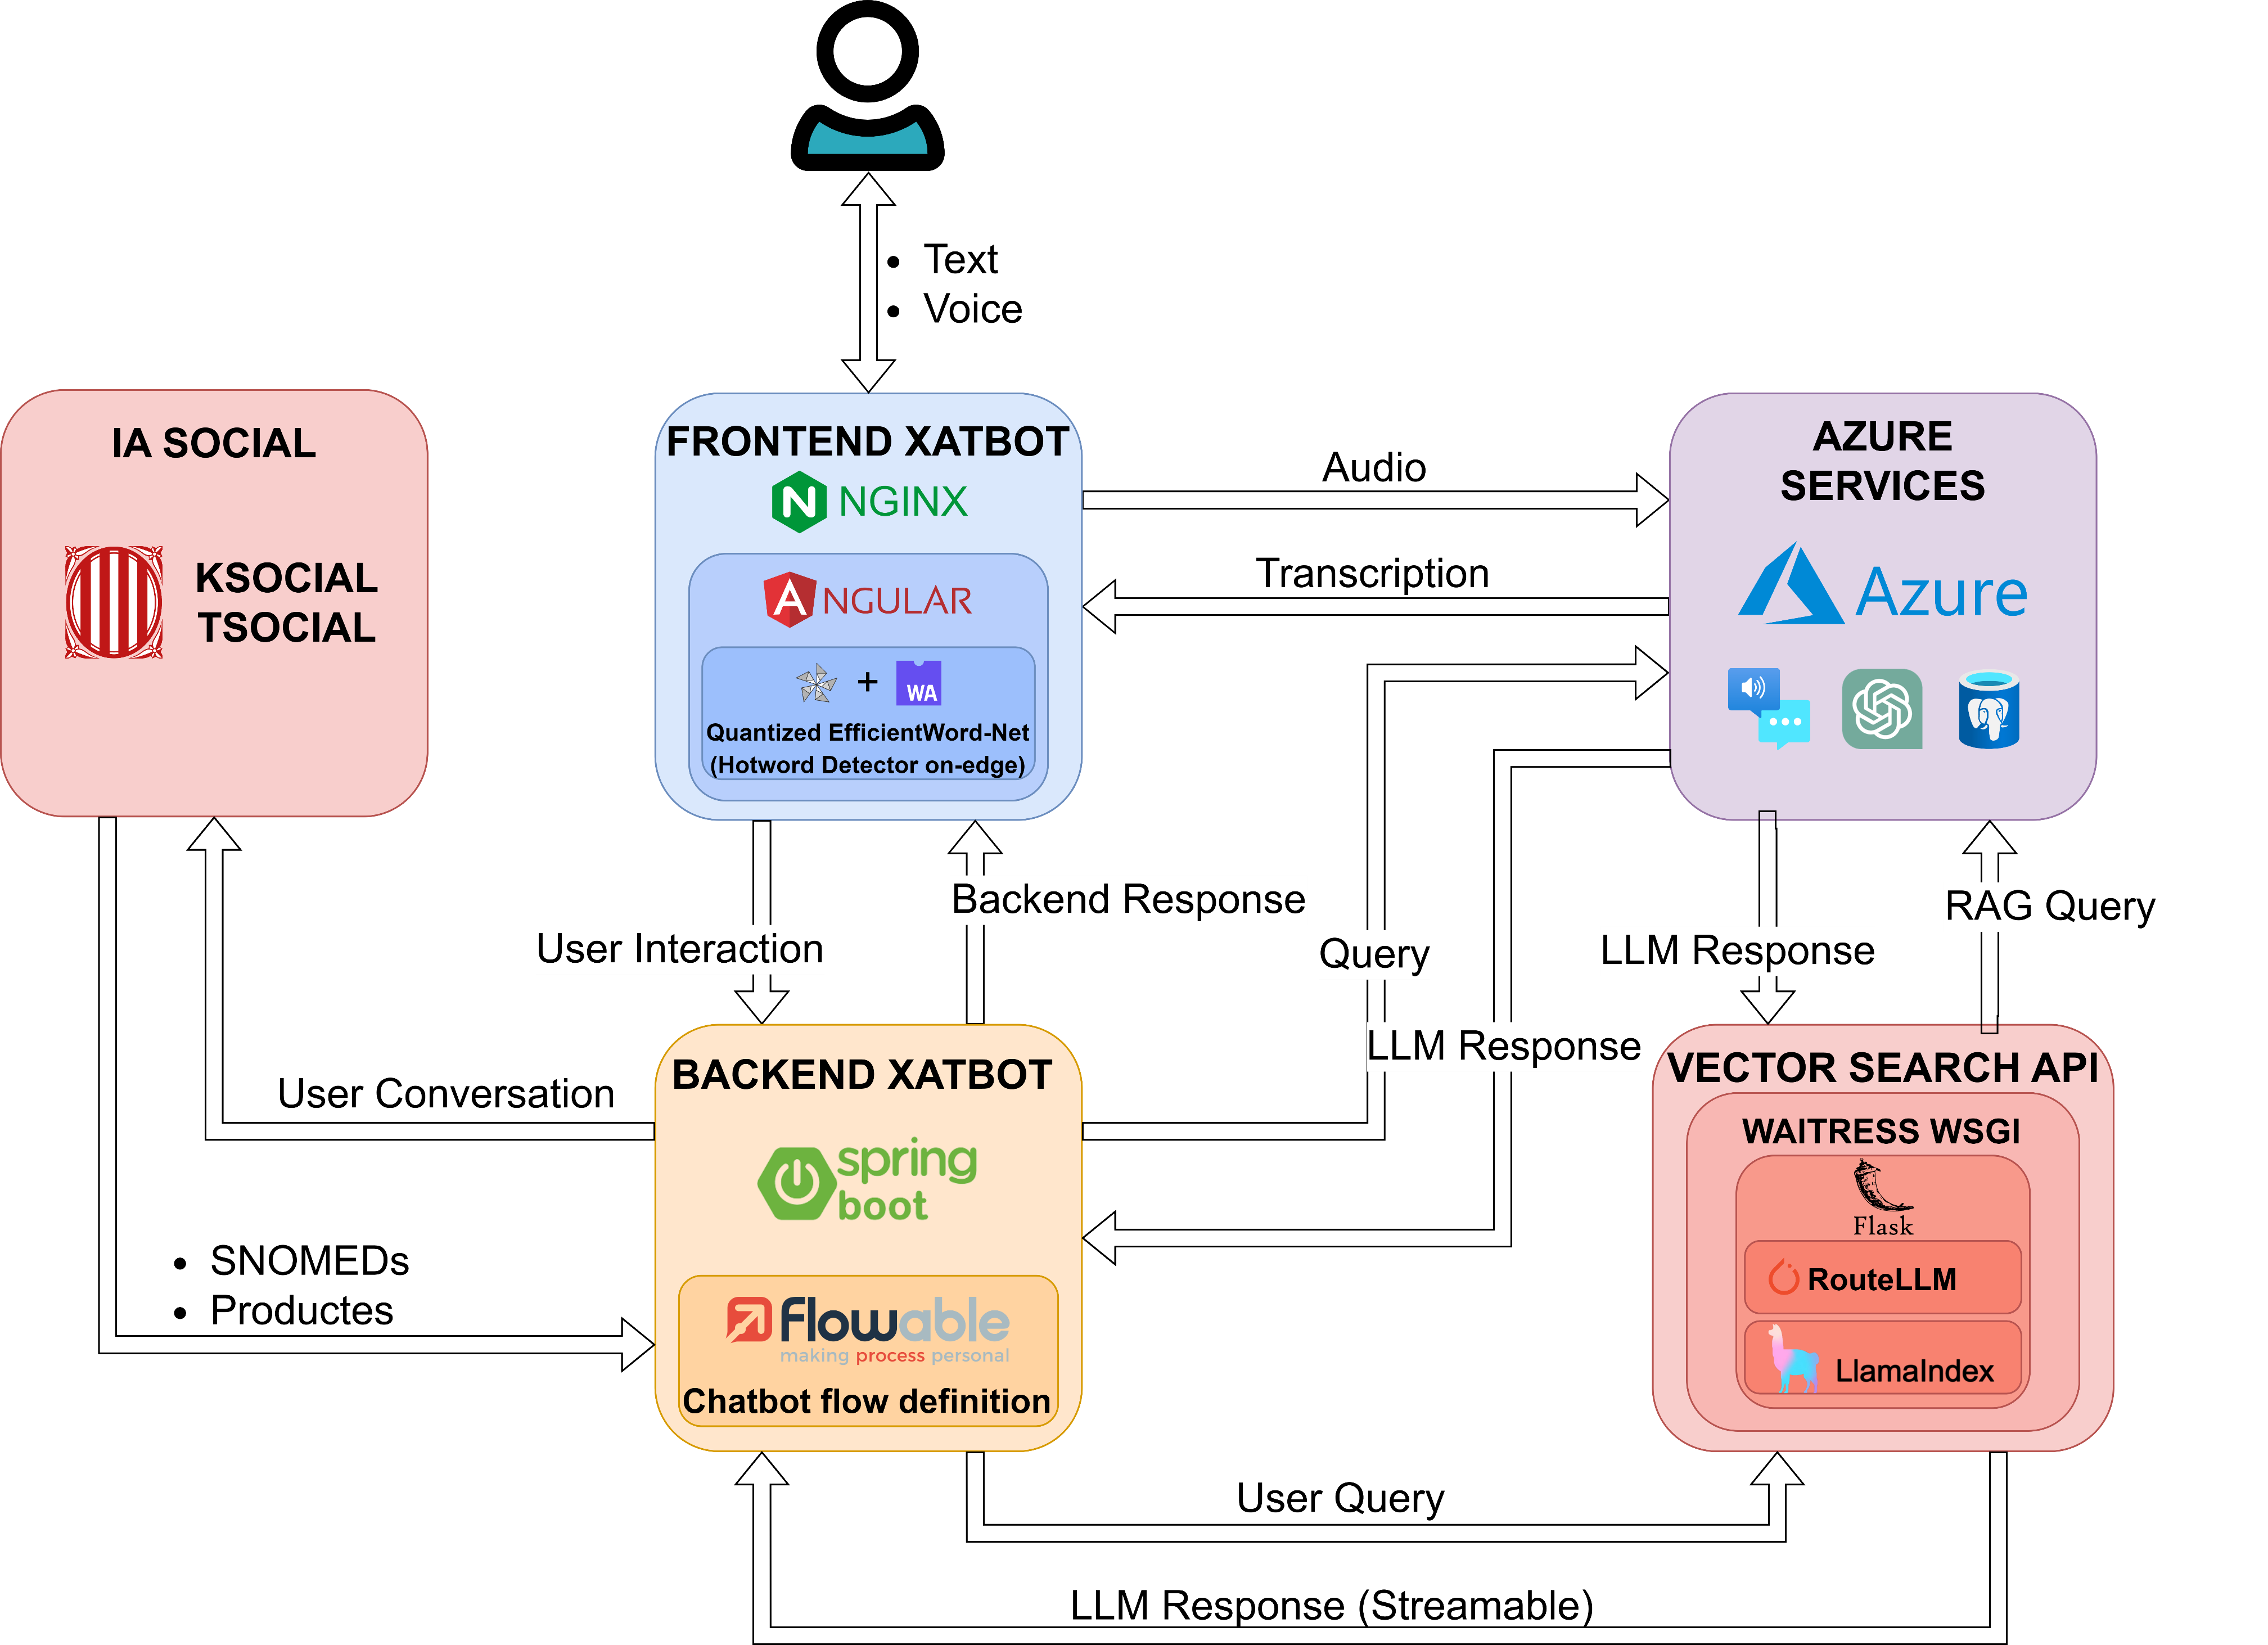 Text
Voice
IA SOCIAL
KSOCIAL
TSOCIAL
FRONTEND XATBOT
NGINX
ANGULAR
+
WA
Quantized EfficientWord-Net
(Hotword Detector on-edge)
Audio
Transcription
AZURE
SERVICES
Azure
User Interaction
Backend Response
Query
LLM Response
LLM Response
RAG Query
User Conversation
SNOMEDs
Productes
BACKEND XATBOT
spring
boot
flowable
making process personal
Chatbot flow definition
VECTOR SEARCH API
WAITRESS WSGI
Flask
RouteLLM
LlamaIndex
User Query
LLM Response (Streamable)